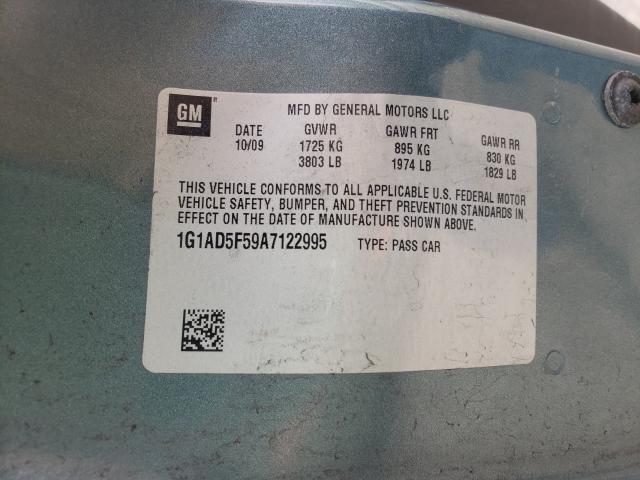 GM
MFD BY GENERAL MOTORS LLC
DATE GVWR GAWR FRT GAWR RR
10/09 1725 KG 895 KG 830 KG
3803 LB 1974 LB 1829 LB
THIS VEHICLE CONFORMS TO ALL APPLICABLE U.S. FEDERAL MOTOR
VEHICLE SAFETY, BUMPER, AND THEFT PREVENTION STANDARDS IN
EFFECT ON THE DATE OF MANUFACTURE SHOWN ABOVE.
1G1AD5F59A7122995 TYPE: PASS CAR